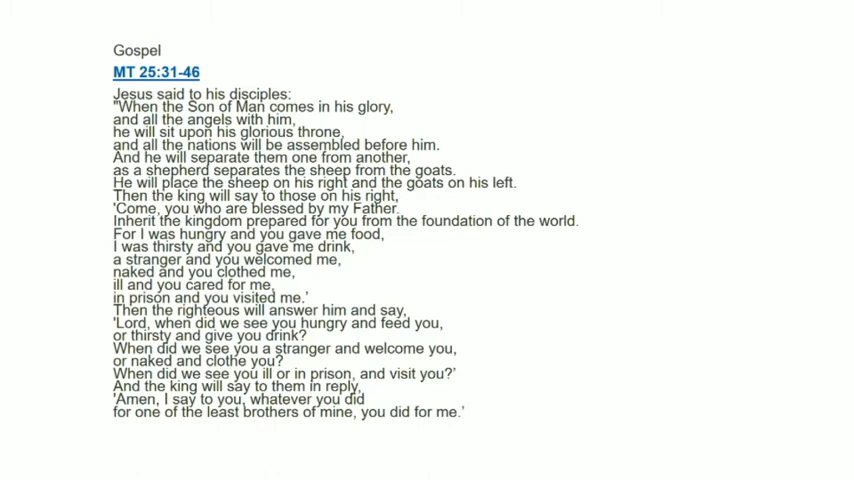 Gospel
MT 25:31-46
Jesus said to his disciples:
"When the Son of Man comes in his glory,
and all the angels with him,
he will sit upon his glorious throne,
and all the nations will be assembled before him.
And he will separate them one from another,
as a shepherd separates the sheep from the goats.
He will place the sheep on his right and the goats on his left.
Then the king will say to those on his right,
'Come, you who are blessed by my Father.
Inherit the kingdom prepared for you from the foundation of the world.
For I was hungry and you gave me food,
I was thirsty and you gave me drink,
a stranger and you welcomed me,
naked and you clothed me,
ill and you cared for me,
in prison and you visited me.'
Then the righteous will answer him and say,
'Lord, when did we see you hungry and feed you,
or thirsty and give you drink?
When did we see you a stranger and welcome you,
or naked and clothe you?
When did we see you ill or in prison, and visit you?'
And the king will say to them in reply,
'Amen, I say to you, whatever you did
for one of the least brothers of mine, you did for me.'